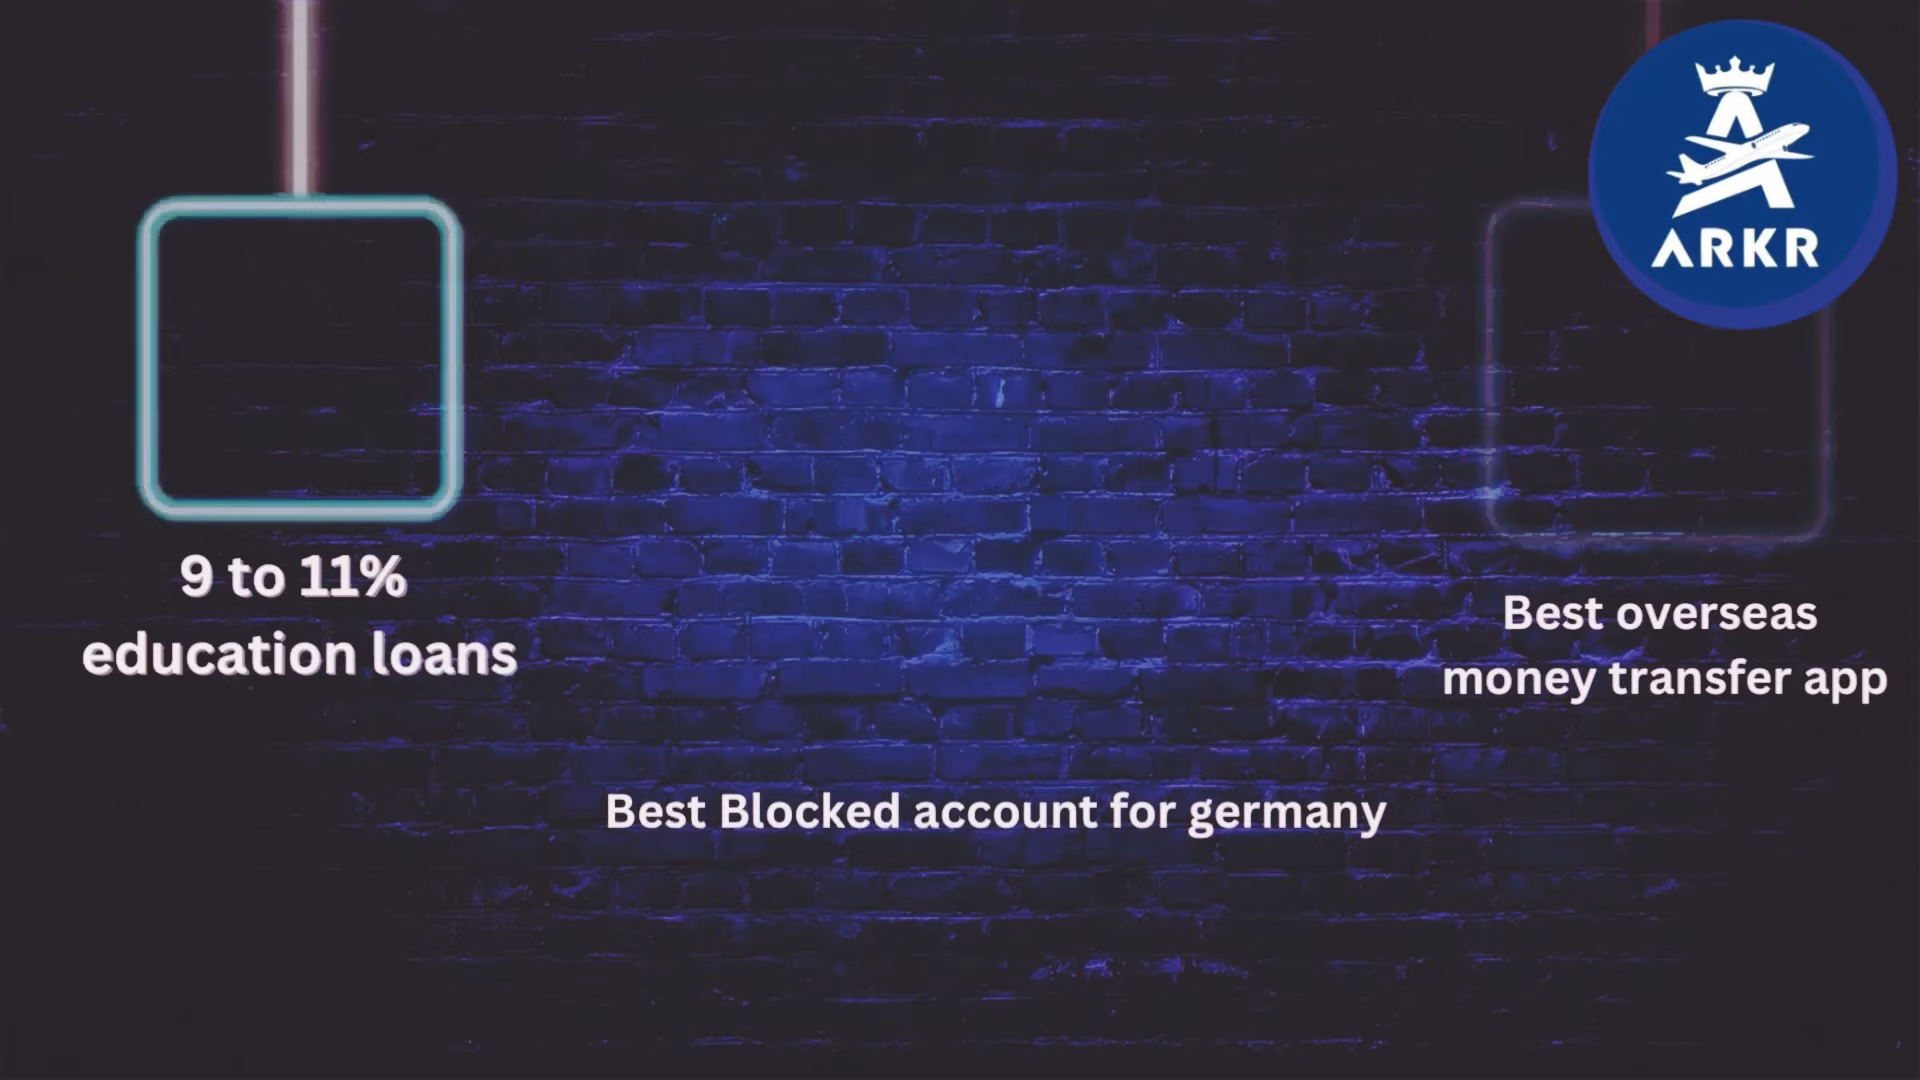 ARKR
9 to 11%
education loans
Best overseas
money transfer app
Best Blocked account for germany